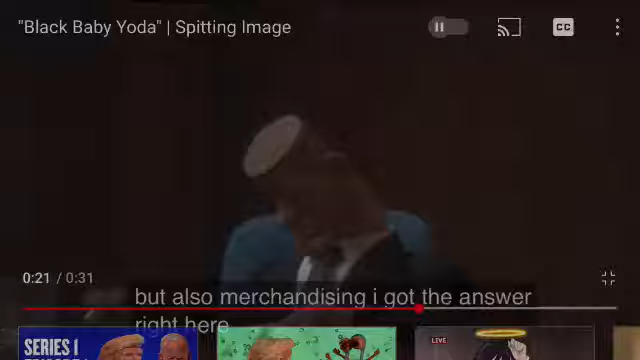 "Black Baby Yoda" | Spitting Image
CC
0:21 / 0:31
but also merchandising i got the answer
right here
SERIES 1
LIVE